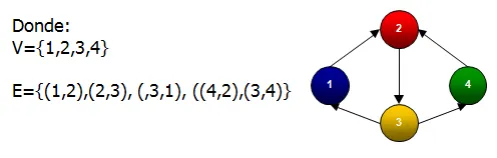 Donde:
V={1,2,3,4}
E={(1,2),(2,3), (,3,1), ((4,2),(3,4)}
2
1
4
3